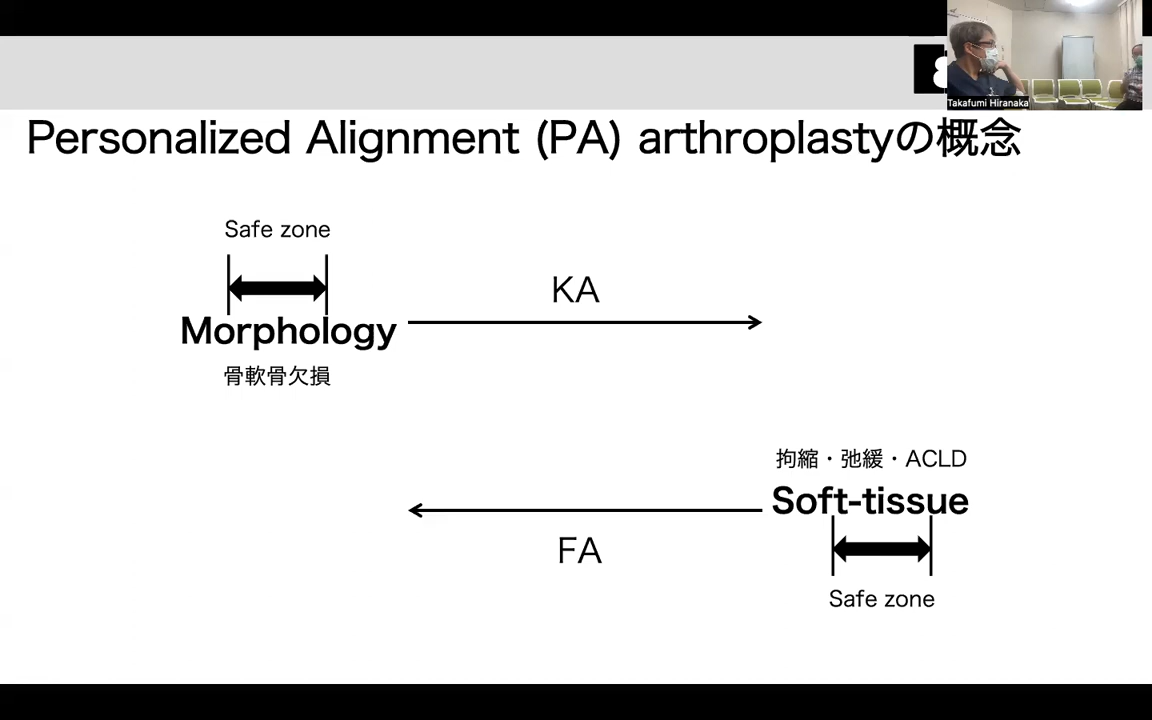 Takafumi Hiranaka
Personalized Alignment (PA) arthroplastyの概念
Safe zone
KA
Morphology
骨軟骨欠損
拘縮・弛緩・ACLD
Soft-tissue
FA
Safe zone